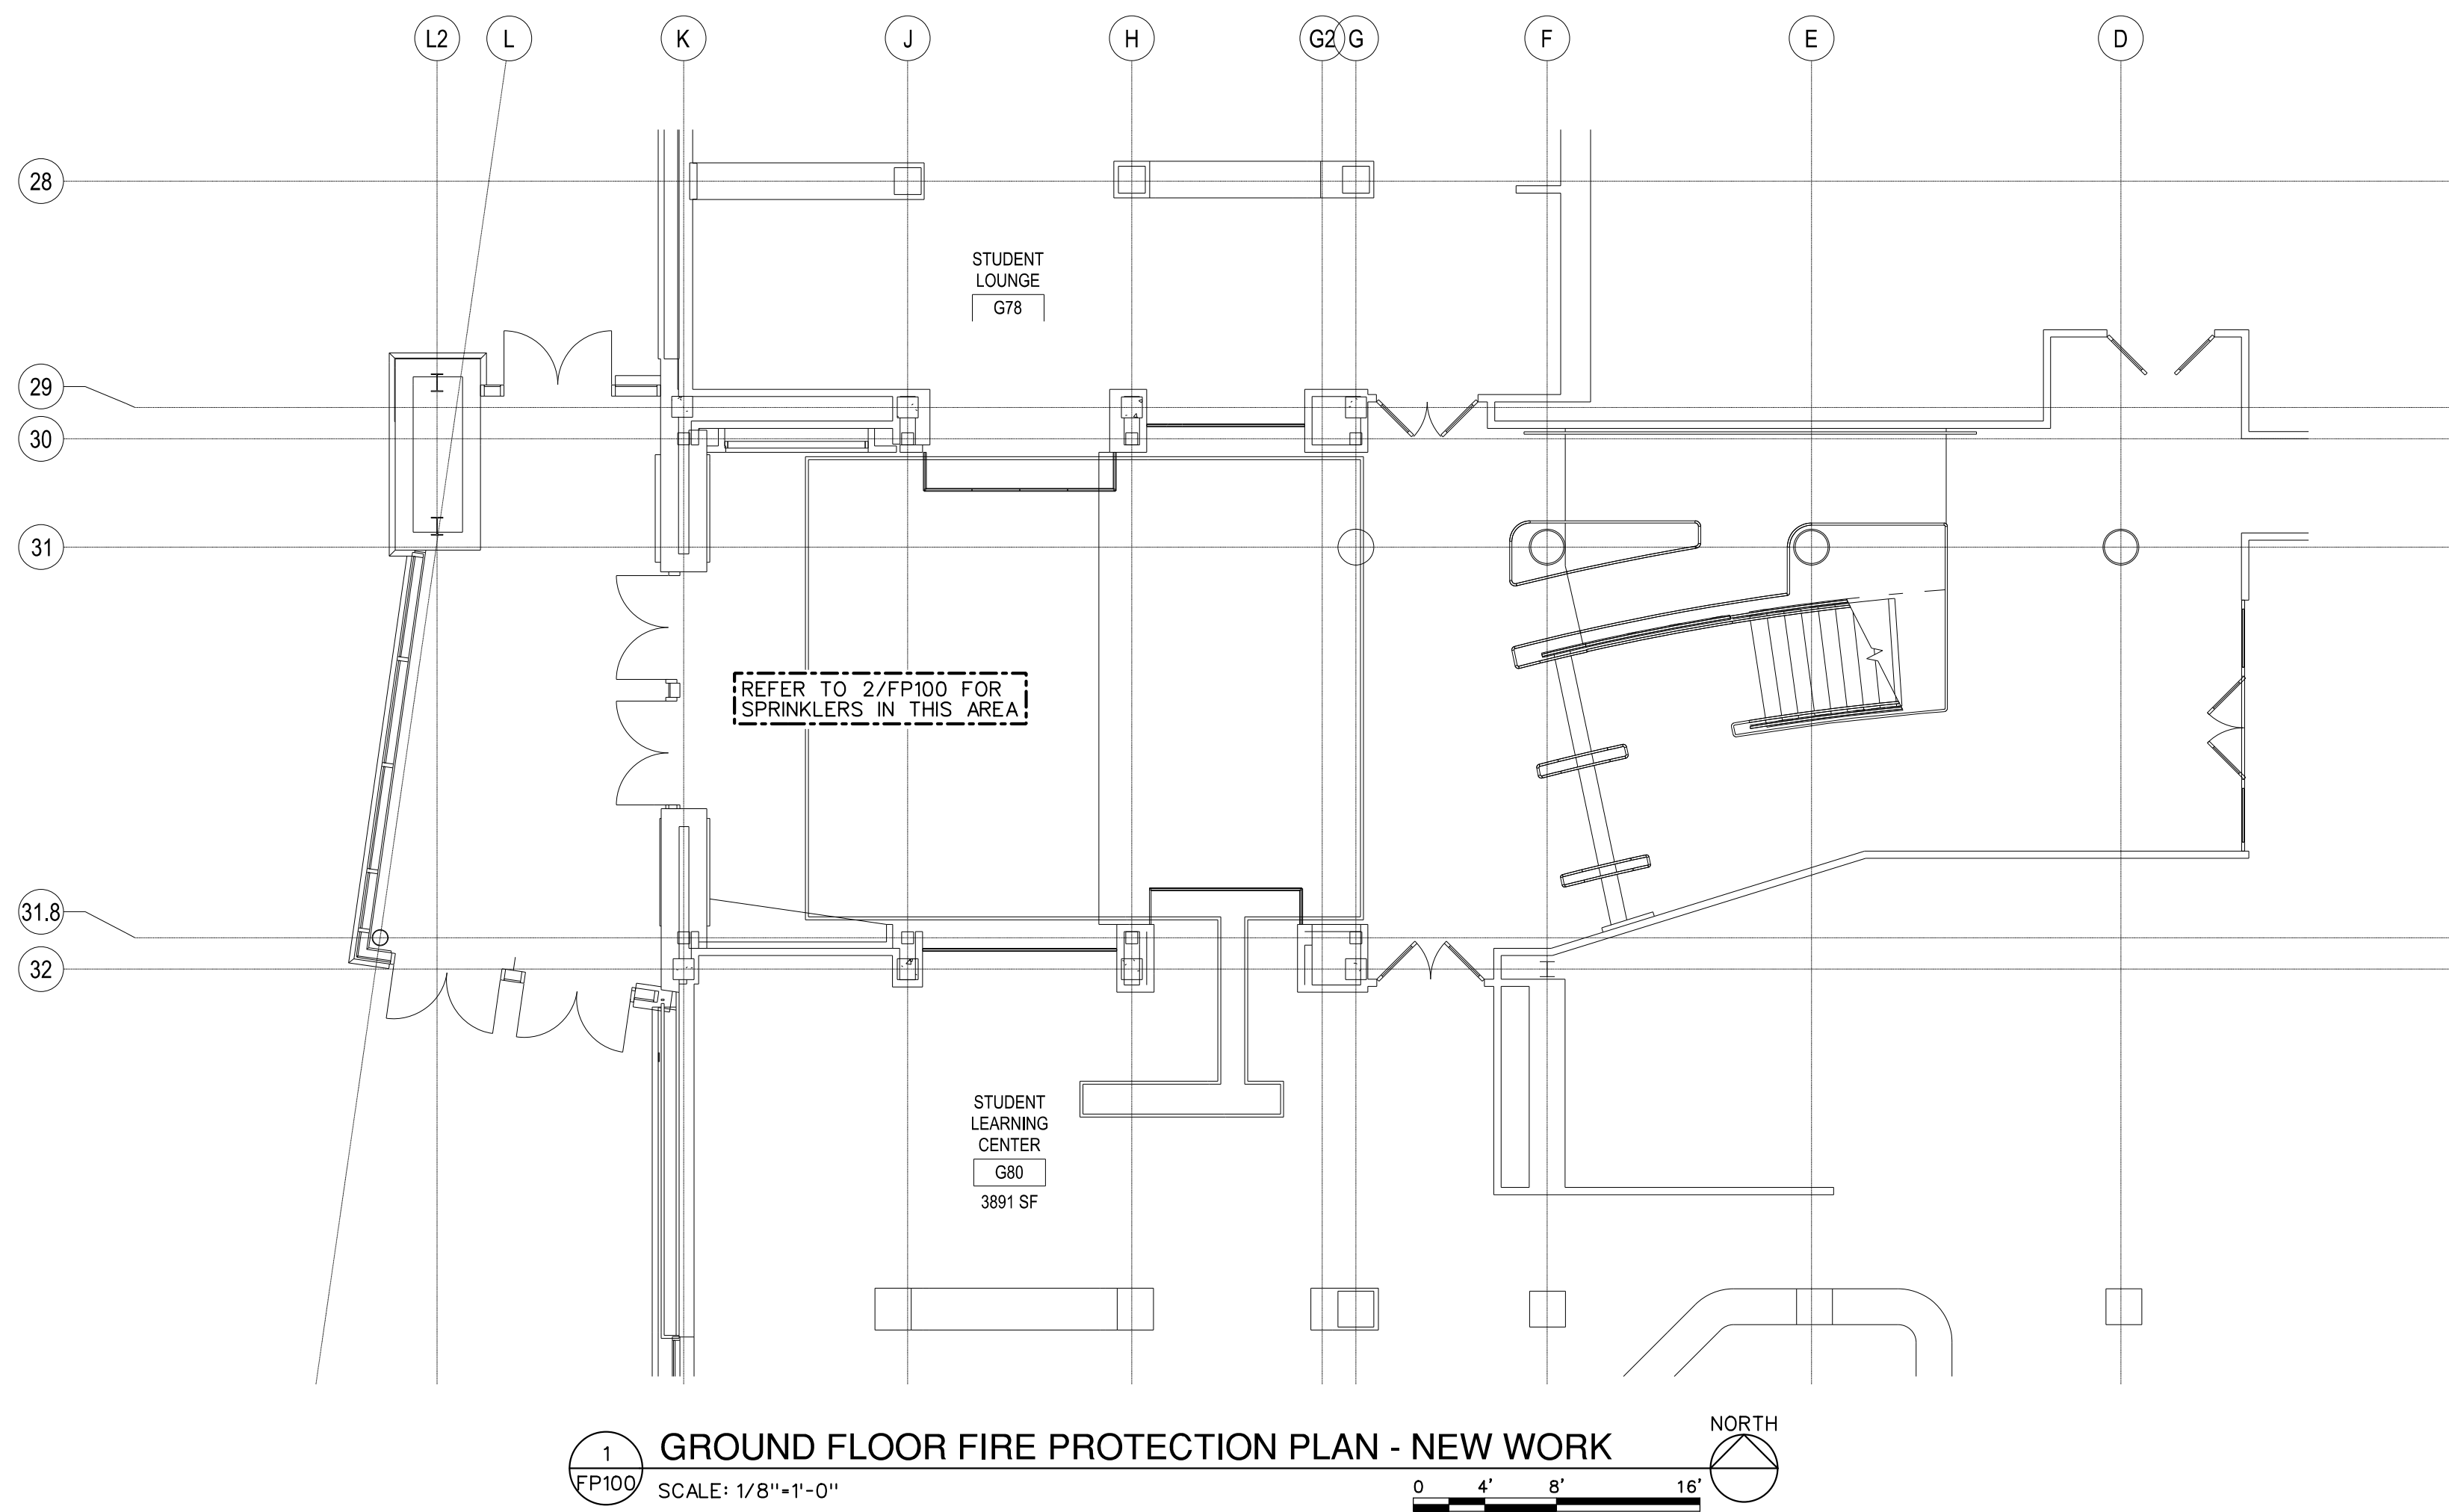 L2
L
K
J
H
G2
G
F
E
D
28
29
30
31
31.8
32
STUDENT
LOUNGE
G78
REFER TO 2/FP100 FOR
SPRINKLERS IN THIS AREA
STUDENT
LEARNING
CENTER
G80
3891 SF
1
FP100
GROUND FLOOR FIRE PROTECTION PLAN - NEW WORK
SCALE: 1/8"=1'-0"
0 4' 8' 16'
NORTH